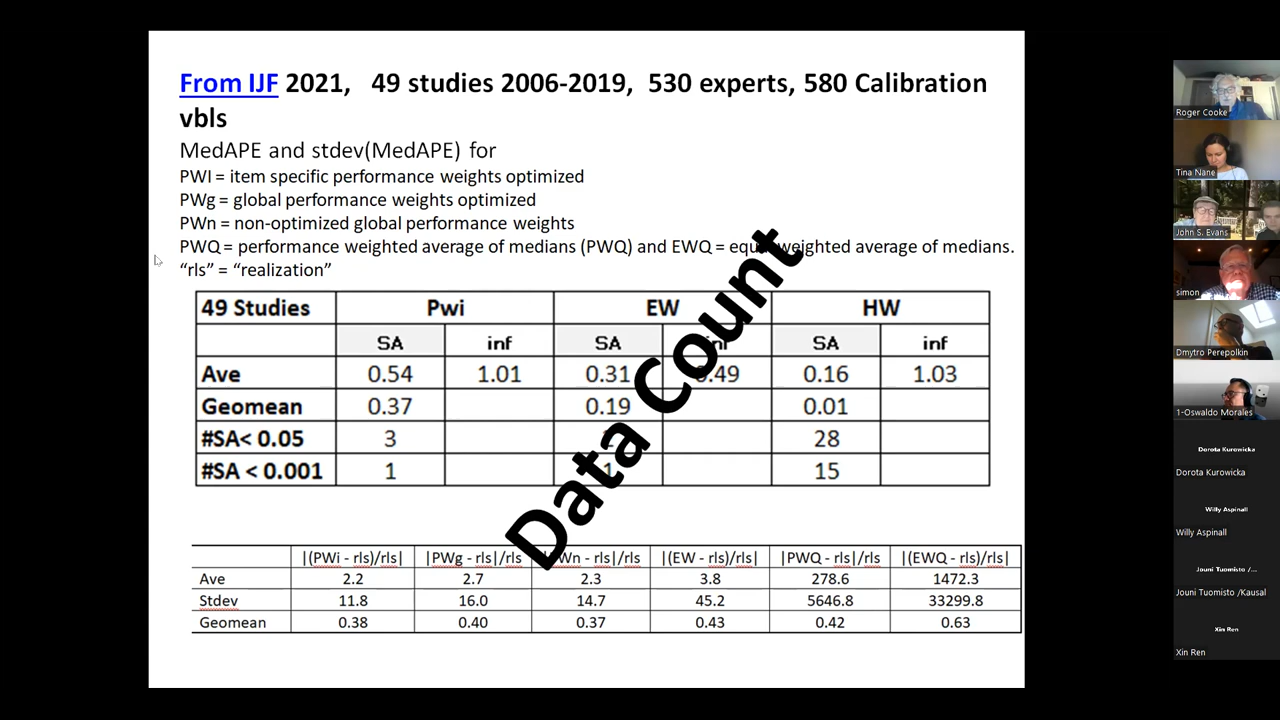 From IJF 2021, 49 studies 2006-2019, 530 experts, 580 Calibration
vbls
MedAPE and stdev(MedAPE) for
PWI = item specific performance weights optimized
PWg = global performance weights optimized
PWn = non-optimized global performance weights
PWQ = performance weighted average of medians (PWQ) and EWQ = equal weighted average of medians.
“rls” = “realization”
49 Studies Pwi EW HW
SA inf SA inf SA inf
Ave 0.54 1.01 0.31 0.49 0.16 1.03
Geomean 0.37 0.19 0.01
#SA< 0.05 3 28
#SA < 0.001 1 1 15
Data Count
|(PWi - rls)/rls| |PWg - rls|/rls |PWn - rls|/rls |(EW - rls)/rls| |PWQ - rls|/rls |(EWQ - rls)/rls|
Ave 2.2 2.7 2.3 3.8 278.6 1472.3
Stdev 11.8 16.0 14.7 45.2 5646.8 33299.8
Geomean 0.38 0.40 0.37 0.43 0.42 0.63
Roger Cooke
Tina Nane
John S. Evans
simon
Dmytro Perepolkin
1-Oswaldo Morales
Dorota Kurowicka
Dorota Kurowicka
Willy Aspinall
Willy Aspinall
Jouni Tuomisto /...
Jouni Tuomisto /Kausal
Xin Ren
Xin Ren